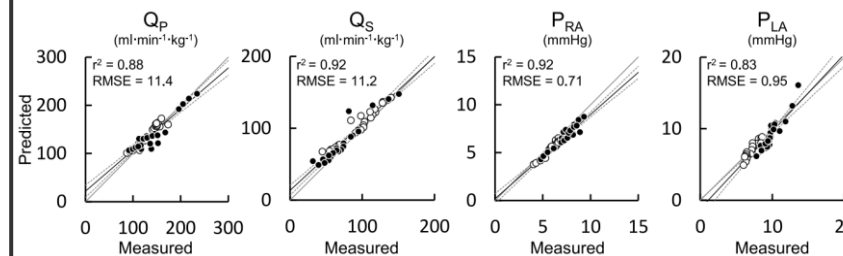 Q_P
(ml·min⁻¹·kg⁻¹)
r² = 0.88
RMSE = 11.4
Predicted
300
200
100
0
0 100 200 300
Measured
Q_S
(ml·min⁻¹·kg⁻¹)
r² = 0.92
RMSE = 11.2
200
100
0
0 100 200
Measured
P_RA
(mmHg)
r² = 0.92
RMSE = 0.71
15
10
5
0
0 5 10 15
Measured
P_LA
(mmHg)
r² = 0.83
RMSE = 0.95
20
10
0
0 10 2
Measured